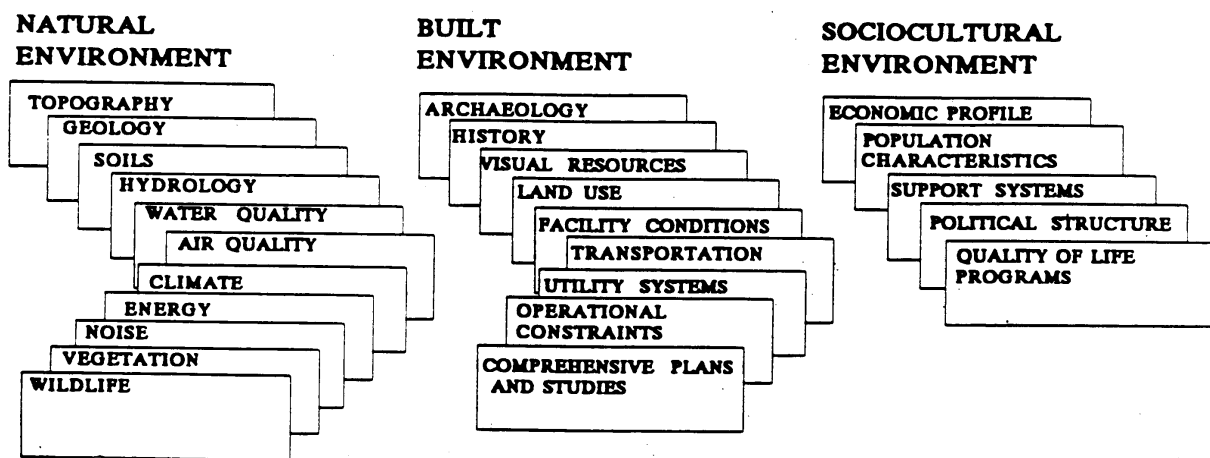 NATURAL
ENVIRONMENT
TOPOGRAPHY
GEOLOGY
SOILS
HYDROLOGY
WATER QUALITY
AIR QUALITY
CLIMATE
ENERGY
NOISE
VEGETATION
WILDLIFE
BUILT
ENVIRONMENT
ARCHAEOLOGY
HISTORY
VISUAL RESOURCES
LAND USE
FACILITY CONDITIONS
TRANSPORTATION
UTILITY SYSTEMS
OPERATIONAL
CONSTRAINTS
COMPREHENSIVE PLANS
AND STUDIES
SOCIOCULTURAL
ENVIRONMENT
ECONOMIC PROFILE
POPULATION
CHARACTERISTICS
SUPPORT SYSTEMS
POLITICAL STRUCTURE
QUALITY OF LIFE
PROGRAMS